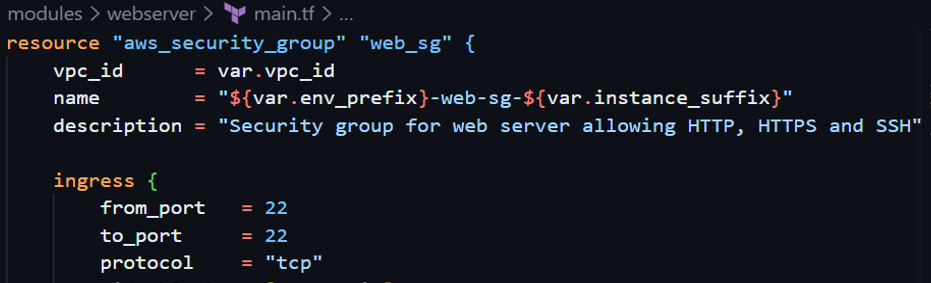 modules > webserver > main.tf > ...
resource "aws_security_group" "web_sg" {
    vpc_id      = var.vpc_id
    name        = "${var.env_prefix}-web-sg-${var.instance_suffix}"
    description = "Security group for web server allowing HTTP, HTTPS and SSH"
    ingress {
        from_port   = 22
        to_port     = 22
        protocol    = "tcp"